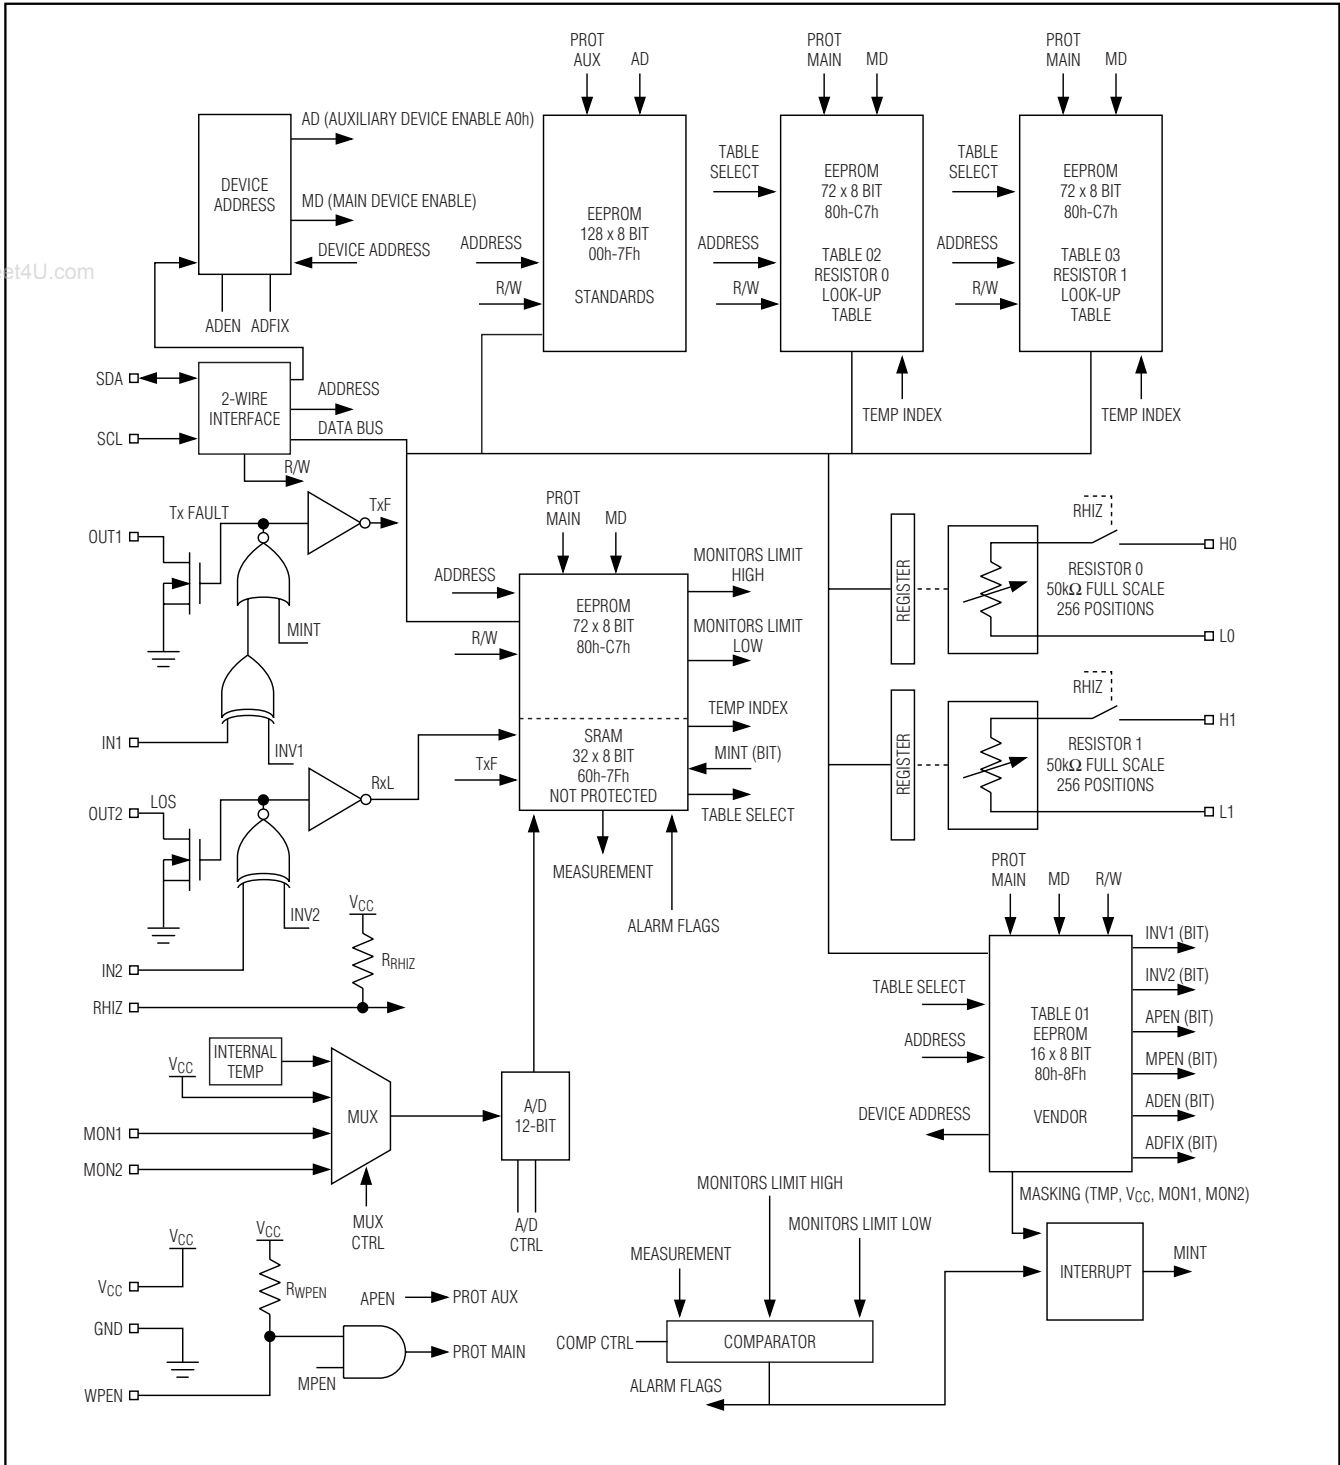 PROT
AUX
AD
PROT
MAIN
MD
PROT
MAIN
MD
AD (AUXILIARY DEVICE ENABLE A0h)
DEVICE
ADDRESS
MD (MAIN DEVICE ENABLE)
DEVICE ADDRESS
ADEN
ADFIX
et4U.com
ADDRESS
R/W
EEPROM
128 x 8 BIT
00h-7Fh
STANDARDS
TABLE
SELECT
ADDRESS
R/W
EEPROM
72 x 8 BIT
80h-C7h
TABLE 02
RESISTOR 0
LOOK-UP
TABLE
TEMP INDEX
TABLE
SELECT
ADDRESS
R/W
EEPROM
72 x 8 BIT
80h-C7h
TABLE 03
RESISTOR 1
LOOK-UP
TABLE
TEMP INDEX
SDA
SCL
2-WIRE
INTERFACE
ADDRESS
DATA BUS
R/W
Tx FAULT
TxF
OUT1
MINT
IN1
INV1
RxL
LOS
OUT2
INV2
IN2
RHIZ
VCC
RRHIZ
PROT
MAIN
MD
ADDRESS
R/W
TxF
EEPROM
72 x 8 BIT
80h-C7h
SRAM
32 x 8 BIT
60h-7Fh
NOT PROTECTED
MONITORS LIMIT
HIGH
MONITORS LIMIT
LOW
TEMP INDEX
MINT (BIT)
TABLE SELECT
MEASUREMENT
ALARM FLAGS
REGISTER
RHIZ
RESISTOR 0
50kΩ FULL SCALE
256 POSITIONS
H0
L0
REGISTER
RHIZ
RESISTOR 1
50kΩ FULL SCALE
256 POSITIONS
H1
L1
PROT
MAIN
MD
R/W
TABLE SELECT
ADDRESS
DEVICE ADDRESS
TABLE 01
EEPROM
16 x 8 BIT
80h-8Fh
VENDOR
INV1 (BIT)
INV2 (BIT)
APEN (BIT)
MPEN (BIT)
ADEN (BIT)
ADFIX (BIT)
MASKING (TMP, VCC, MON1, MON2)
INTERNAL
TEMP
VCC
MON1
MON2
MUX
MUX
CTRL
A/D
12-BIT
A/D
CTRL
VCC
VCC
GND
WPEN
VCC
RWPEN
APEN
PROT AUX
MPEN
PROT MAIN
MEASUREMENT
MONITORS LIMIT HIGH
MONITORS LIMIT LOW
COMP CTRL
COMPARATOR
ALARM FLAGS
INTERRUPT
MINT